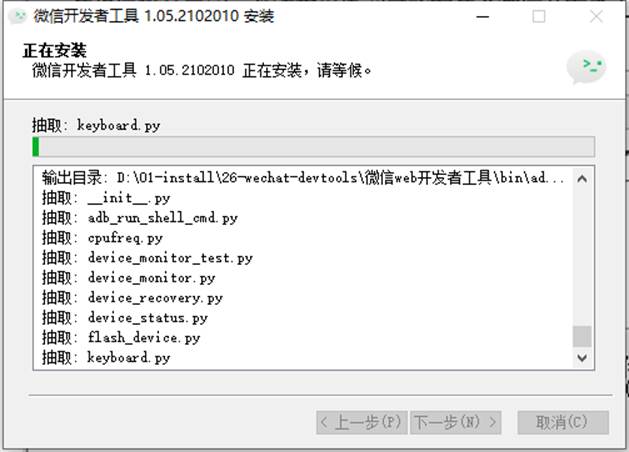 微信开发者工具 1.05.2102010 安装
正在安装
微信开发者工具 1.05.2102010 正在安装，请等候。
>_
抽取: keyboard.py
输出目录: D:\01-install\26-wechat-devtools\微信web开发者工具\bin\ad...
抽取: __init__.py
抽取: adb_run_shell_cmd.py
抽取: cpufreq.py
抽取: device_monitor_test.py
抽取: device_monitor.py
抽取: device_recovery.py
抽取: device_status.py
抽取: flash_device.py
抽取: keyboard.py
< 上一步(P) 下一步(N) > 取消(C)